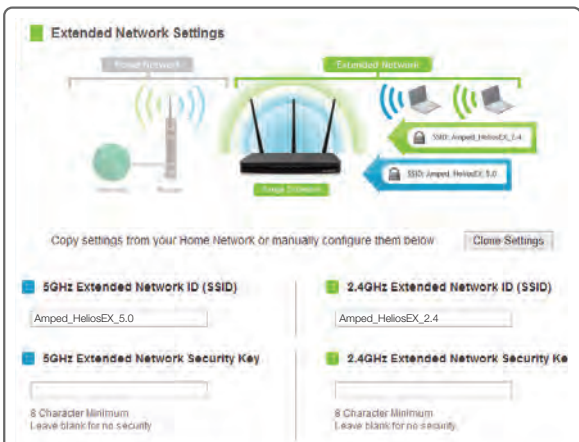 Extended Network Settings
Home Network
Extended Network
SSID: Amped_HeliosEX_2.4
SSID: Amped_HeliosEX_5.0
Internet
Router
Range Extender
Copy settings from your Home Network or manually configure them below
Clone Settings
5GHz Extended Network ID (SSID)
2.4GHz Extended Network ID (SSID)
Amped_HeliosEX_5.0
Amped_HeliosEX_2.4
5GHz Extended Network Security Key
2.4GHz Extended Network Security Ke
8 Character Minimum
Leave blank for no security
8 Character Minimum
Leave blank for no security